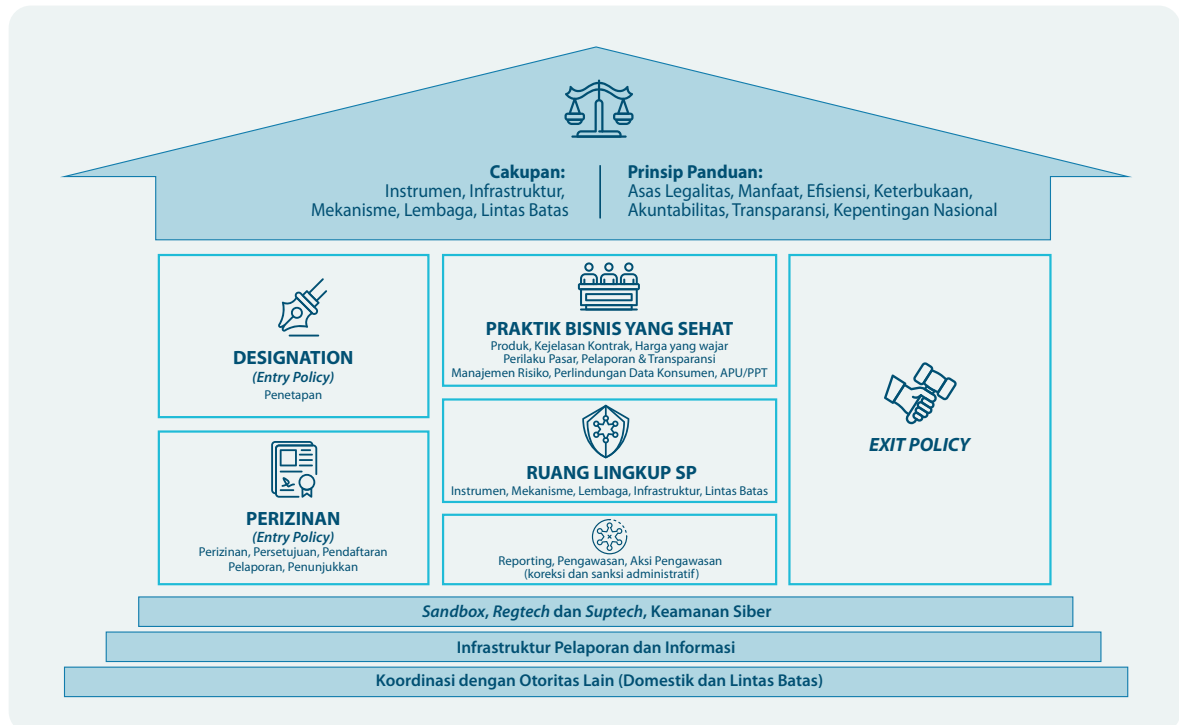 Cakupan:
Instrumen, Infrastruktur,
Mekanisme, Lembaga, Lintas Batas
Prinsip Panduan:
Asas Legalitas, Manfaat, Efisiensi, Keterbukaan,
Akuntabilitas, Transparansi, Kepentingan Nasional
DESIGNATION
(Entry Policy)
Penetapan
PERIZINAN
(Entry Policy)
Perizinan, Persetujuan, Pendaftaran
Pelaporan, Penunjukkan
PRAKTIK BISNIS YANG SEHAT
Produk, Kejelasan Kontrak, Harga yang wajar
Perilaku Pasar, Pelaporan & Transparansi
Manajemen Risiko, Perlindungan Data Konsumen, APU/PPT
RUANG LINGKUP SP
Instrumen, Mekanisme, Lembaga, Infrastruktur, Lintas Batas
Reporting, Pengawasan, Aksi Pengawasan
(koreksi dan sanksi administratif)
EXIT POLICY
Sandbox, Regtech dan Suptech, Keamanan Siber
Infrastruktur Pelaporan dan Informasi
Koordinasi dengan Otoritas Lain (Domestik dan Lintas Batas)